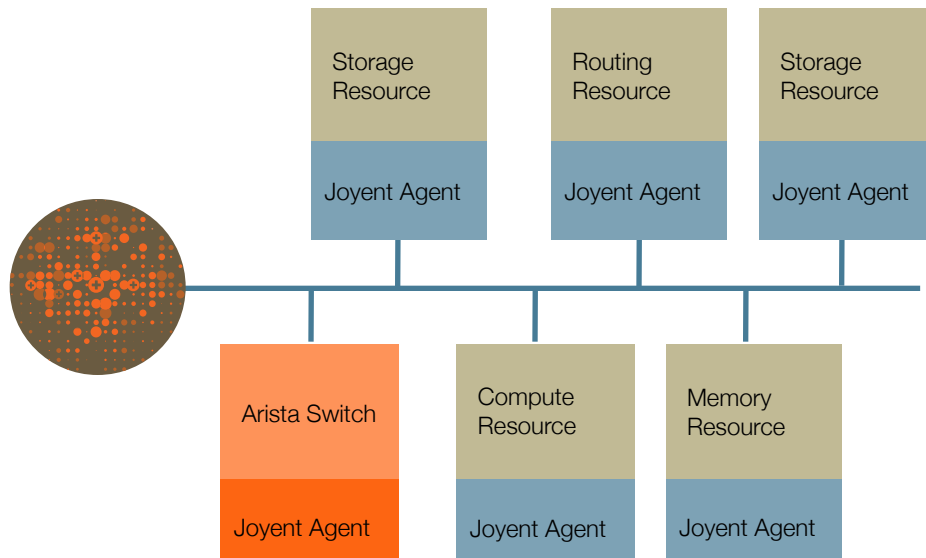 Storage
Resource
Joyent Agent
Routing
Resource
Joyent Agent
Storage
Resource
Joyent Agent
Arista Switch
Joyent Agent
Compute
Resource
Joyent Agent
Memory
Resource
Joyent Agent